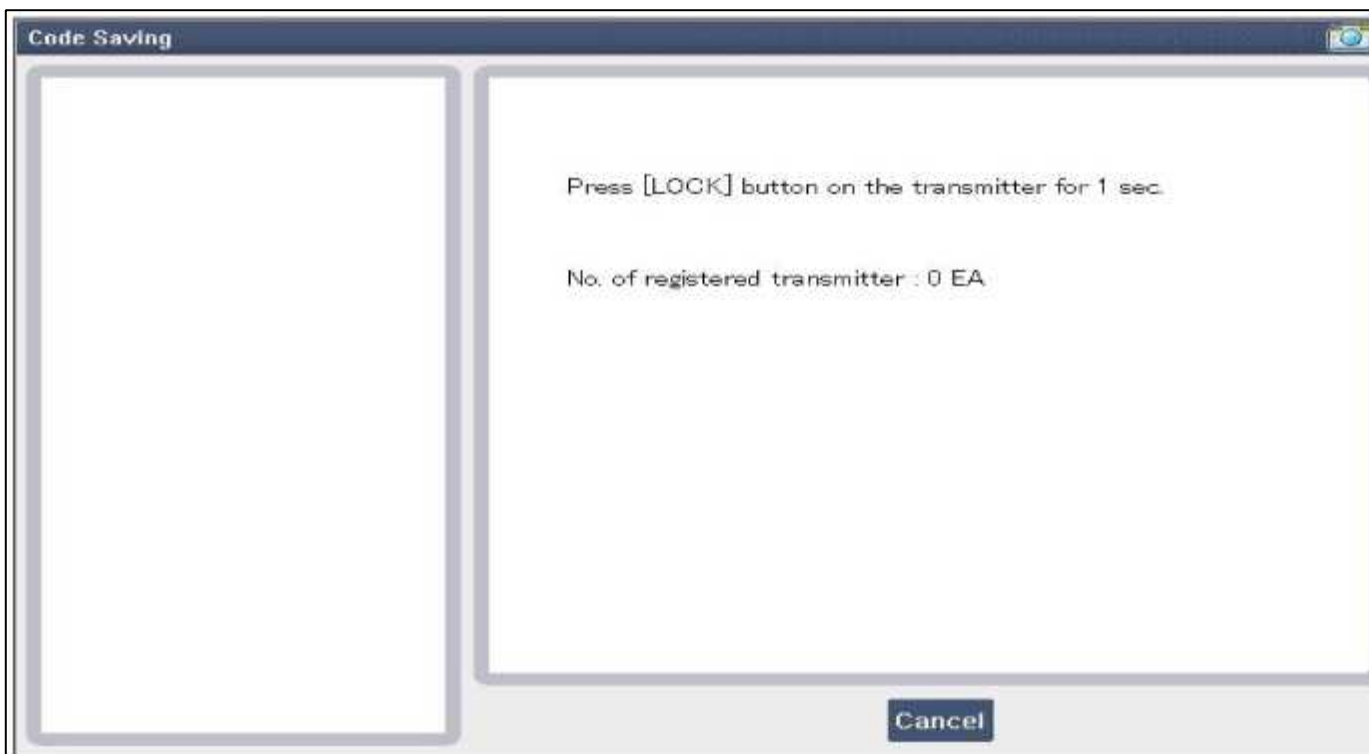 Code Saving
Press [LOCK] button on the transmitter for 1 sec.
No. of registered transmitter : 0 EA
Cancel